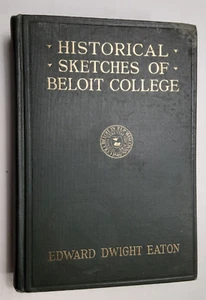 HISTORICAL
SKETCHES OF
BELOIT COLLEGE
EDWARD DWIGHT EATON